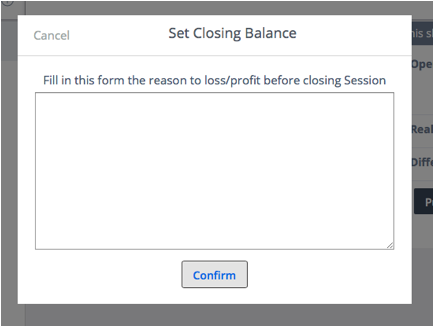 Cancel
Set Closing Balance
his s
Fill in this form the reason to loss/profit before closing Session
Ope
Real
Diffe
P
Confirm